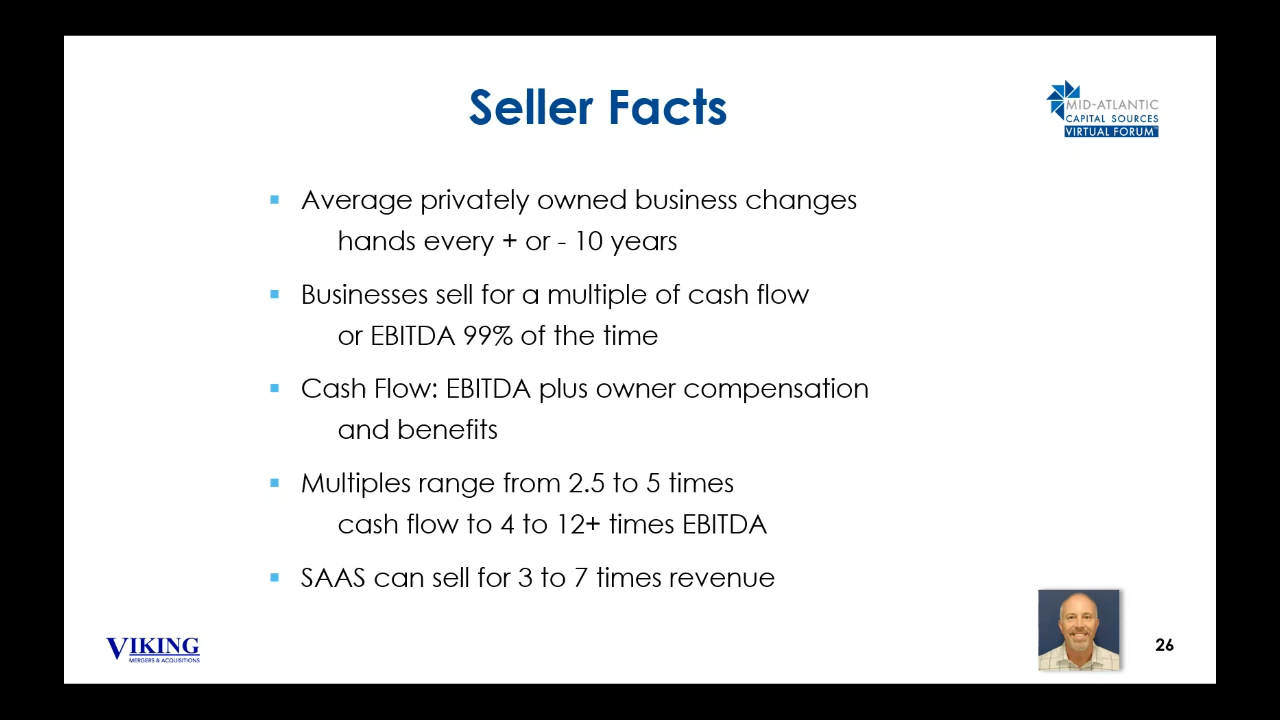 Seller Facts
MID-ATLANTIC
CAPITAL SOURCES
VIRTUAL FORUM
Average privately owned business changes
hands every + or - 10 years
Businesses sell for a multiple of cash flow
or EBITDA 99% of the time
Cash Flow: EBITDA plus owner compensation
and benefits
Multiples range from 2.5 to 5 times
cash flow to 4 to 12+ times EBITDA
SAAS can sell for 3 to 7 times revenue
VIKING
MERGERS & ACQUISITIONS
26